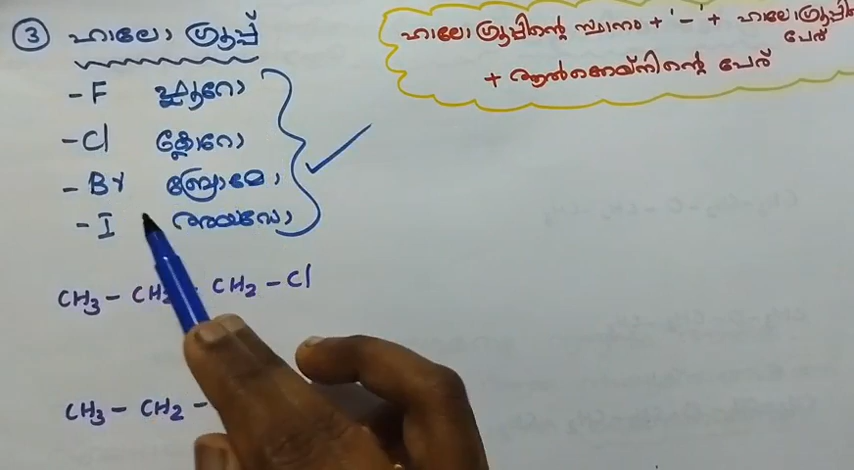 ③ ഹാലോ ഗ്രൂപ്പ്
-F ഫ്ലൂറോ
-Cl ക്ലോറോ
-Br ബ്രോമോ
-I അയഡോ
CH3 - CH2 - CH2 - Cl
CH3 - CH2 -
ഹാലോഗ്രൂപ്പിന്റെ സ്ഥാനം + '-' + ഹാലോഗ്രൂപ്പിന്റെ പേര്
+ ആൽക്കെയ്നിന്റെ പേര്